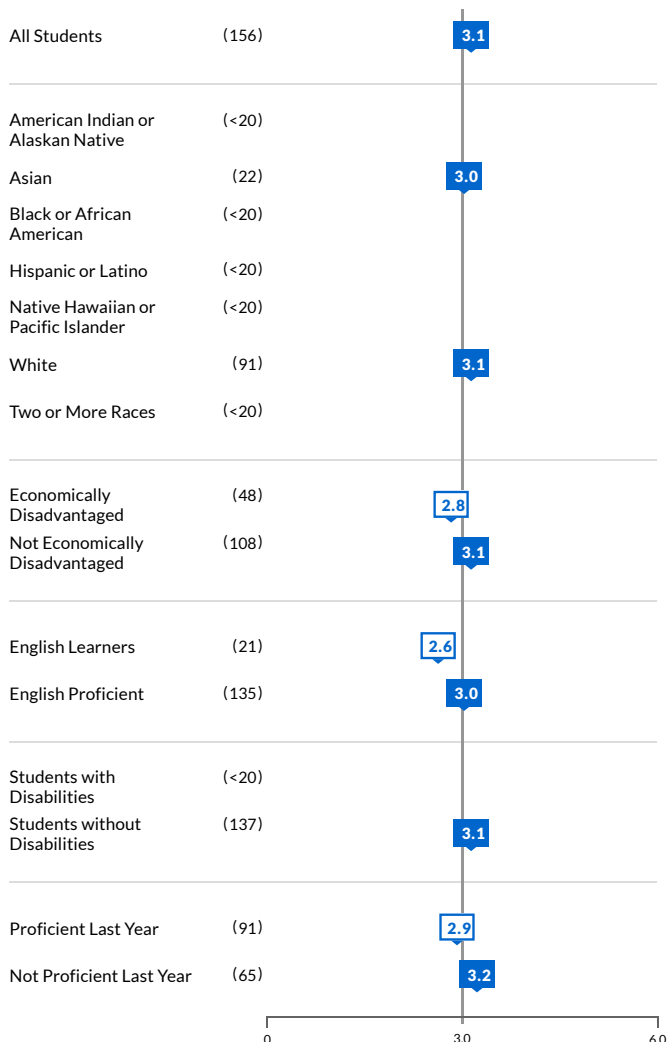 All Students (156) 3.1
American Indian or (<20)
Alaskan Native
Asian (22) 3.0
Black or African (<20)
American
Hispanic or Latino (<20)
Native Hawaiian or (<20)
Pacific Islander
White (91) 3.1
Two or More Races (<20)
Economically (48) 2.8
Disadvantaged
Not Economically (108) 3.1
Disadvantaged
English Learners (21) 2.6
English Proficient (135) 3.0
Students with (<20)
Disabilities
Students without (137) 3.1
Disabilities
Proficient Last Year (91) 2.9
Not Proficient Last Year (65) 3.2
0 3.0 6.0